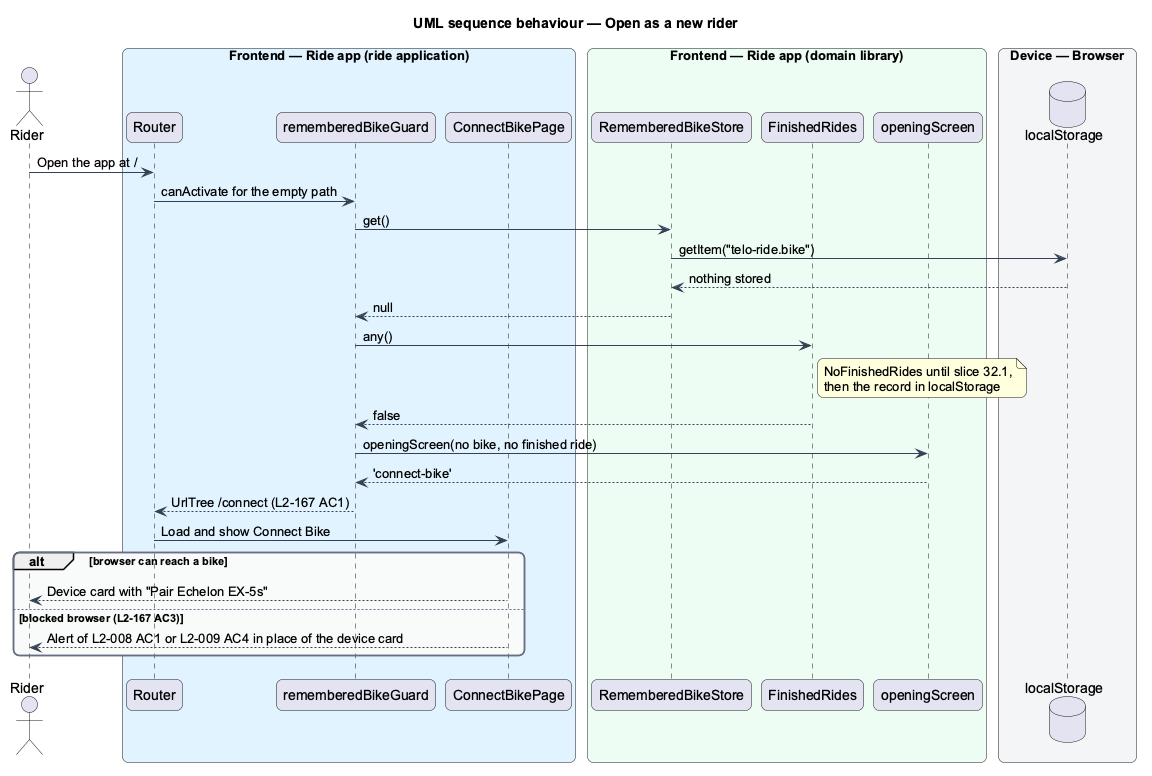 UML sequence behaviour — Open as a new rider
Frontend — Ride app (ride application)
Frontend — Ride app (domain library)
Device — Browser
Rider
Router
rememberedBikeGuard
ConnectBikePage
RememberedBikeStore
FinishedRides
openingScreen
localStorage
Open the app at /
canActivate for the empty path
get()
getItem("telo-ride.bike")
nothing stored
null
any()
NoFinishedRides until slice 32.1,
then the record in localStorage
false
openingScreen(no bike, no finished ride)
'connect-bike'
UrlTree /connect (L2-167 AC1)
Load and show Connect Bike
alt
[browser can reach a bike]
Device card with "Pair Echelon EX-5s"
[blocked browser (L2-167 AC3)]
Alert of L2-008 AC1 or L2-009 AC4 in place of the device card
Rider
Router
rememberedBikeGuard
ConnectBikePage
RememberedBikeStore
FinishedRides
openingScreen
localStorage